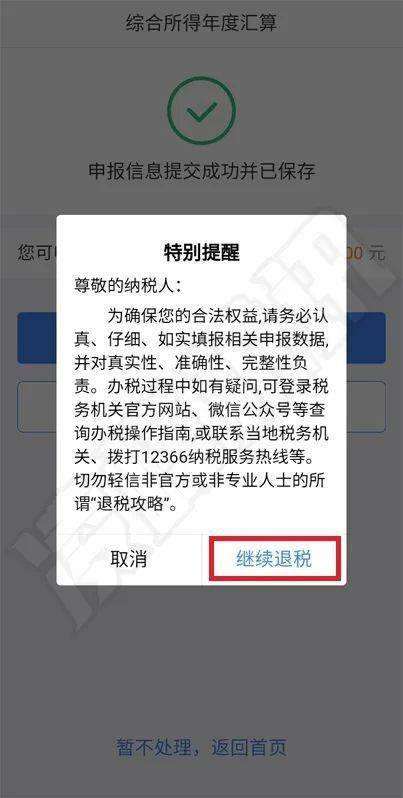 综合所得年度汇算
申报信息提交成功并已保存
您可
00 元
特别提醒
尊敬的纳税人：
为确保您的合法权益,请务必认
真、仔细、如实填报相关申报数据,
并对真实性、准确性、完整性负
责。办税过程中如有疑问,可登录税
务机关官方网站、微信公众号等查
询办税操作指南,或联系当地税务机
关、拨打12366纳税服务热线等。
切勿轻信非官方或非专业人士的所
谓“退税攻略”。
取消
继续退税
暂不处理，返回首页